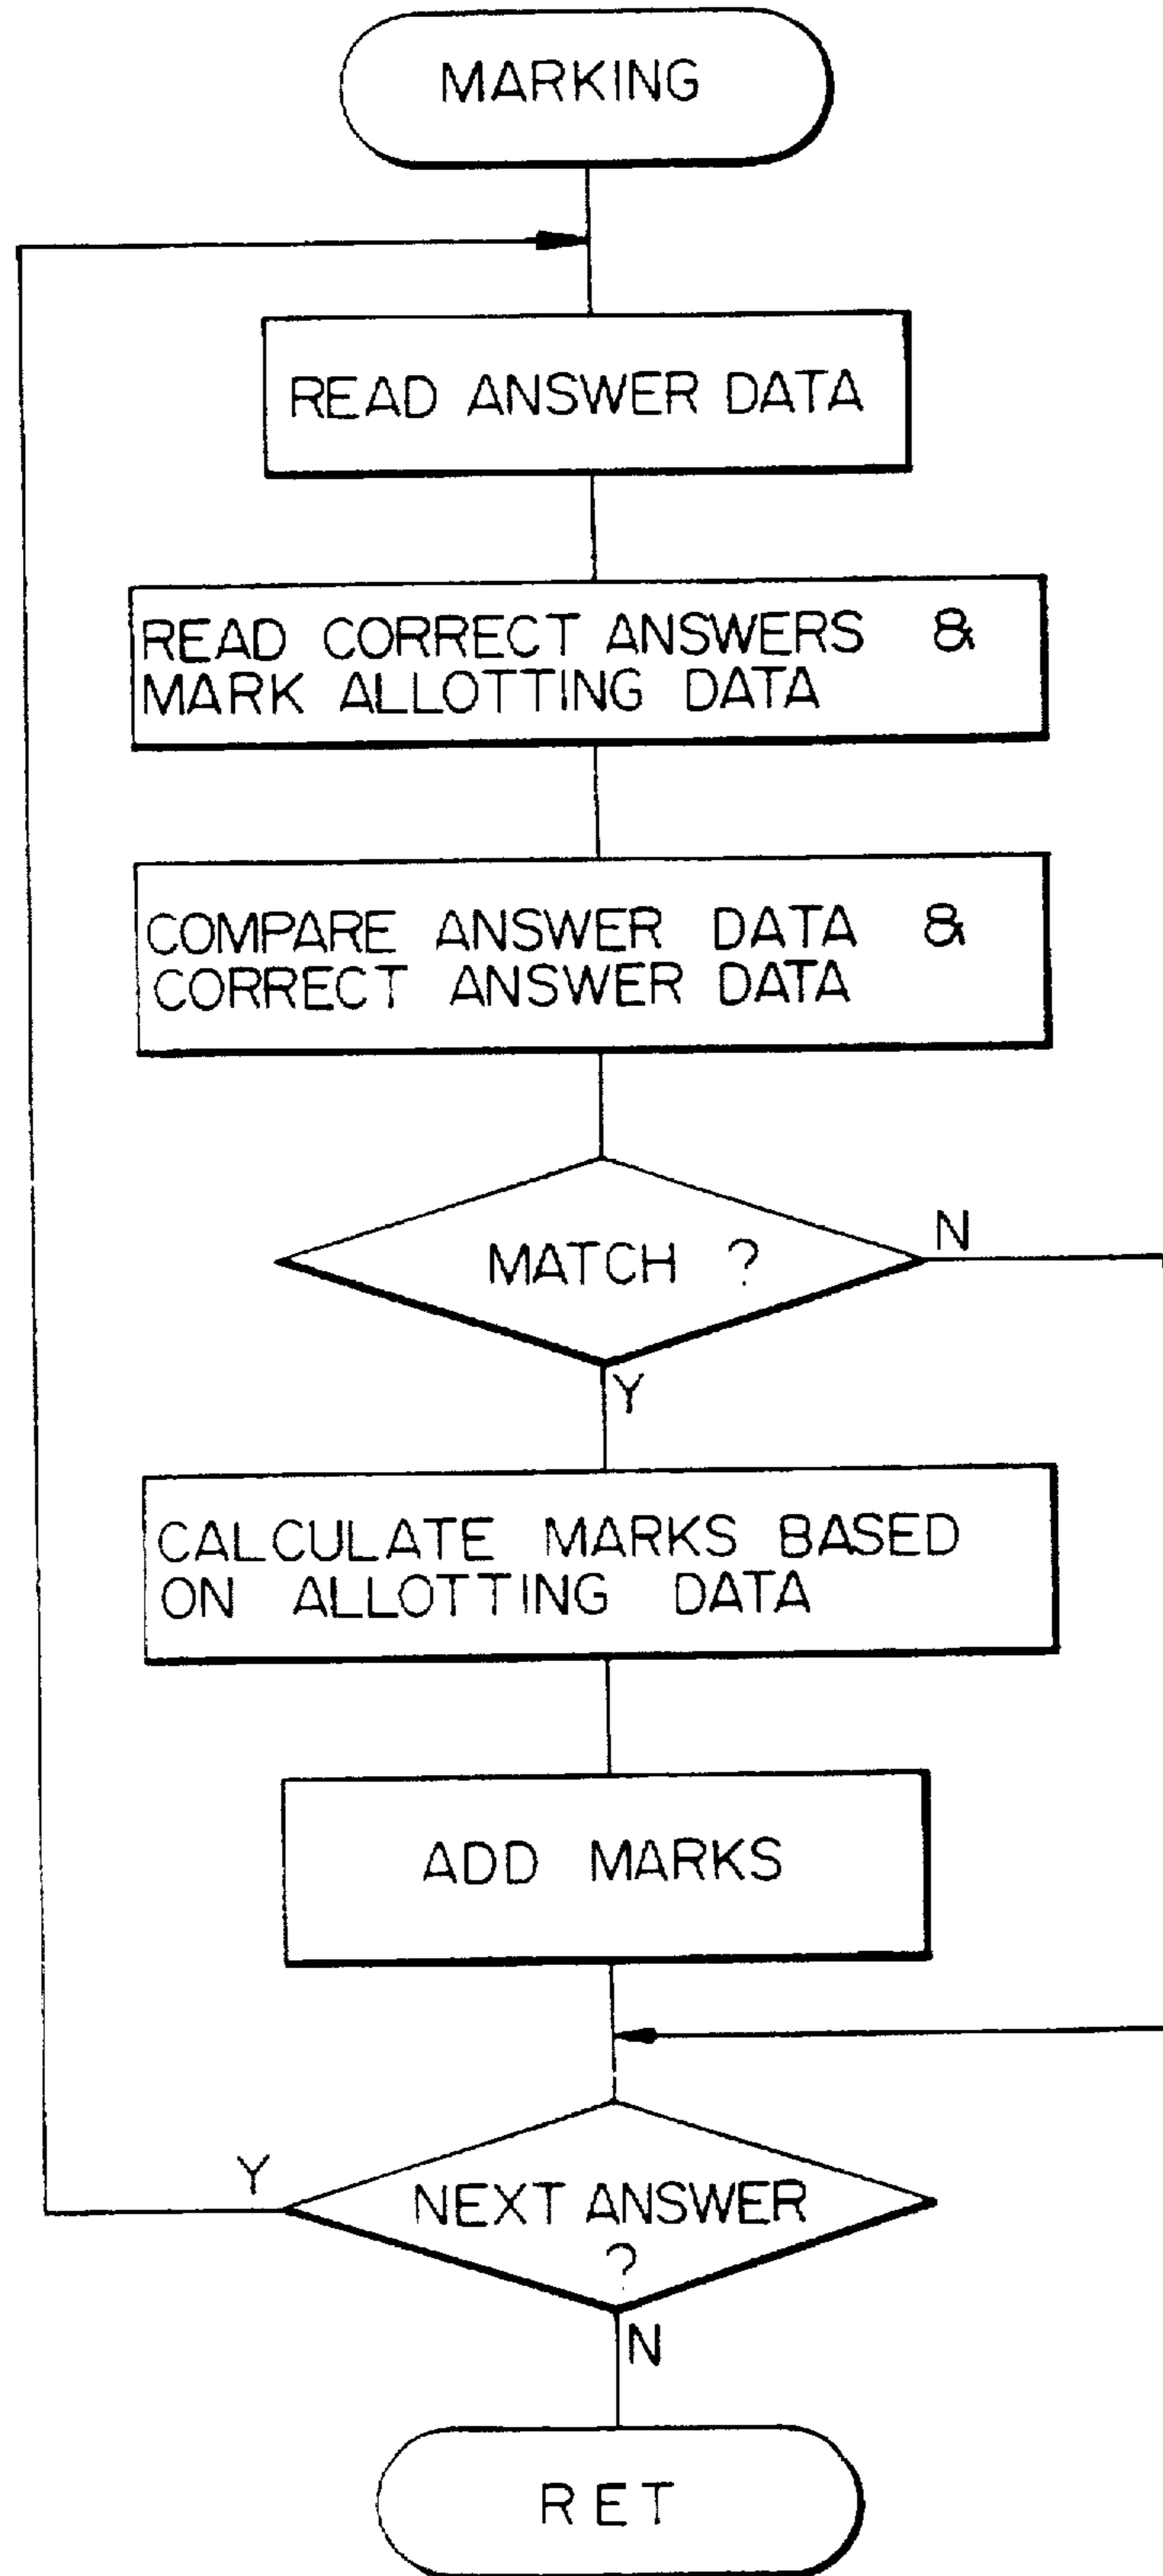 MARKING
READ ANSWER DATA
READ CORRECT ANSWERS &
MARK ALLOTTING DATA
COMPARE ANSWER DATA &
CORRECT ANSWER DATA
MATCH ?
N
Y
CALCULATE MARKS BASED
ON ALLOTTING DATA
ADD MARKS
Y
NEXT ANSWER
?
N
RET